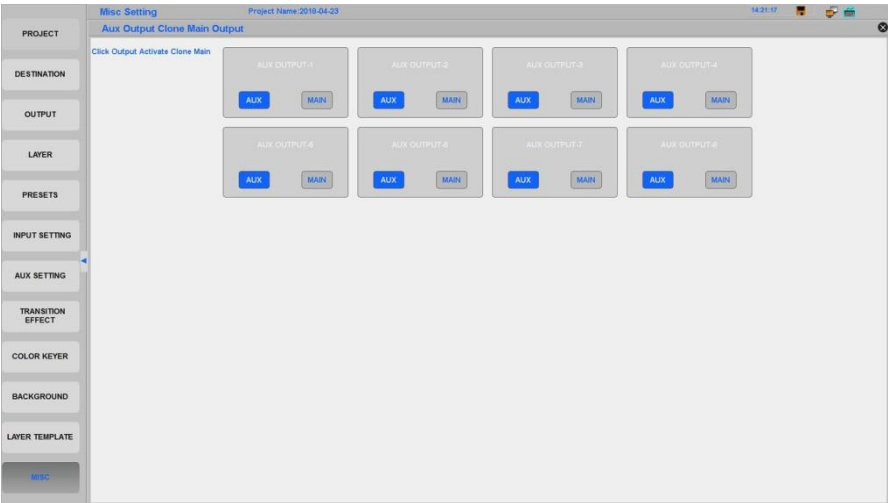 Misc Setting
Project Name:2018-04-23
14:21:17
Aux Output Clone Main Output
Click Output Activate Clone Main
PROJECT
DESTINATION
OUTPUT
LAYER
PRESETS
INPUT SETTING
AUX SETTING
TRANSITION
EFFECT
COLOR KEYER
BACKGROUND
LAYER TEMPLATE
MISC
AUX OUTPUT-1
AUX MAIN
AUX OUTPUT-2
AUX MAIN
AUX OUTPUT-3
AUX MAIN
AUX OUTPUT-4
AUX MAIN
AUX OUTPUT-5
AUX MAIN
AUX OUTPUT-6
AUX MAIN
AUX OUTPUT-7
AUX MAIN
AUX OUTPUT-8
AUX MAIN